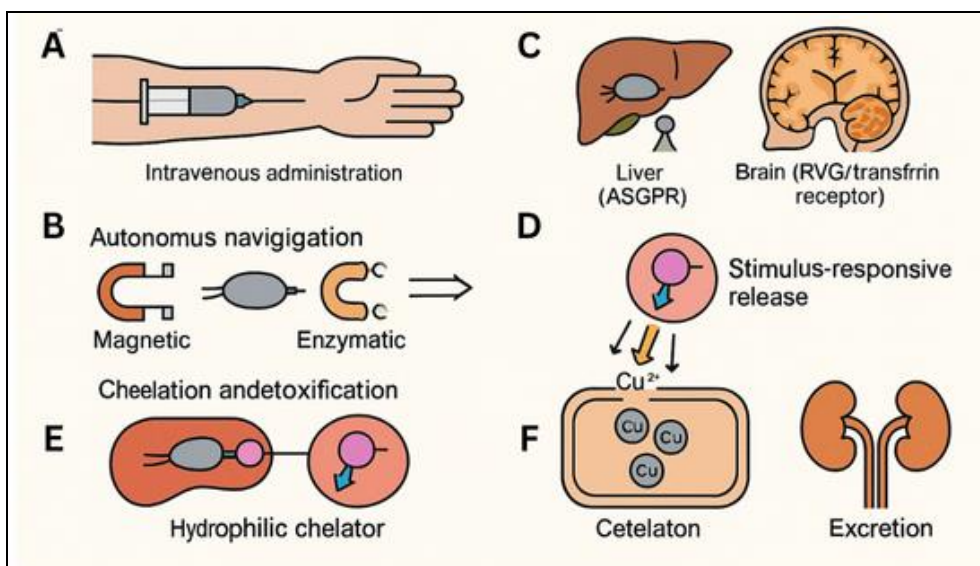 A
Intravenous administration
C
Liver
(ASGPR)
Brain (RVG/transfrrin
receptor)
B
Autonomus navigigation
Magnetic
Enzymatic
D
Stimulus-responsive
release
Cu2+
Cheelation andetoxification
E
Hydrophilic chelator
F
Cu
Cu
Cu
Cetelaton
Excretion